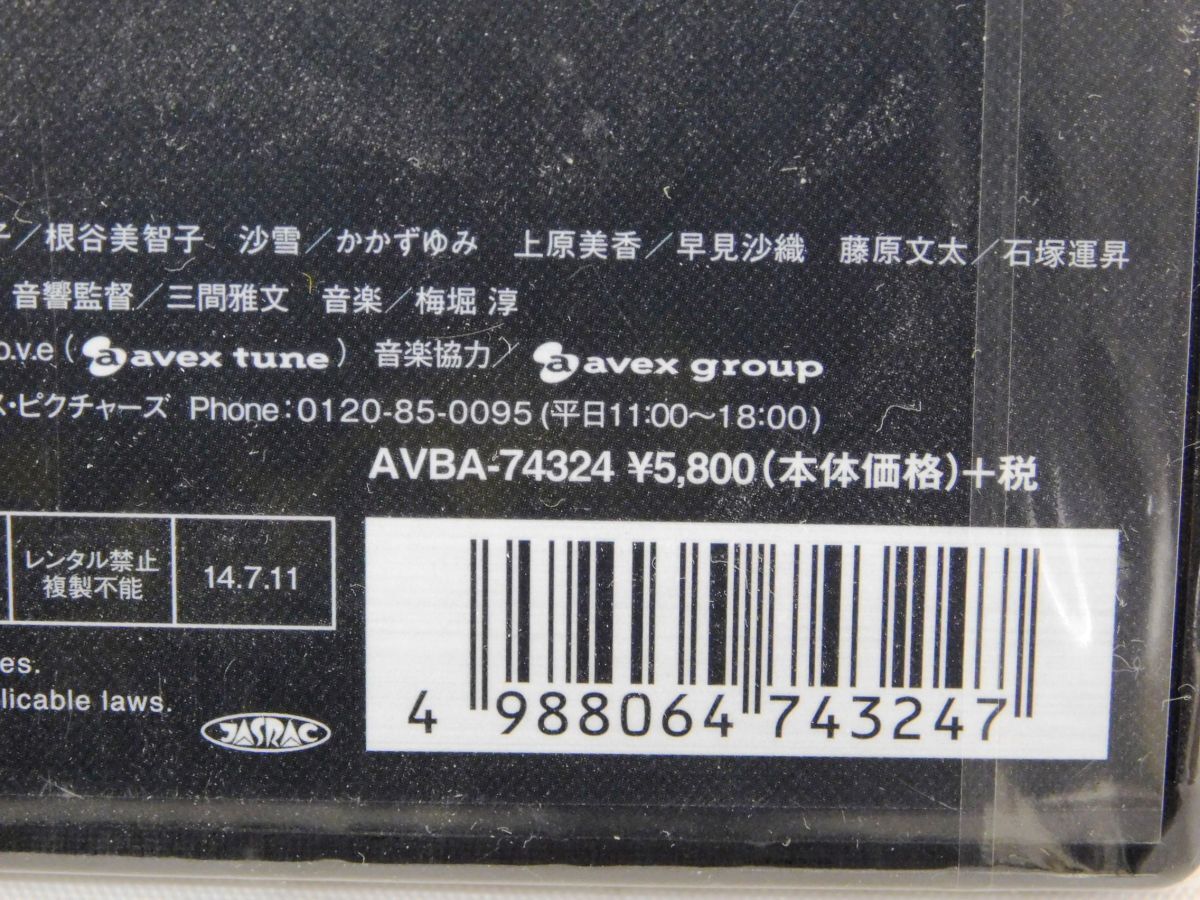 子／根谷美智子　沙雪／かかずゆみ　上原美香／早見沙織　藤原文太／石塚運昇
音響監督／三間雅文　音楽／梅堀 淳
o.v.e（avex tune）　音楽協力／avex group
ス・ピクチャーズ Phone：0120-85-0095（平日11:00〜18:00）
AVBA-74324 ¥5,800（本体価格）＋税
レンタル禁止
複製不能
14.7.11
es.
licable laws.
JASRAC
4 988064 743247